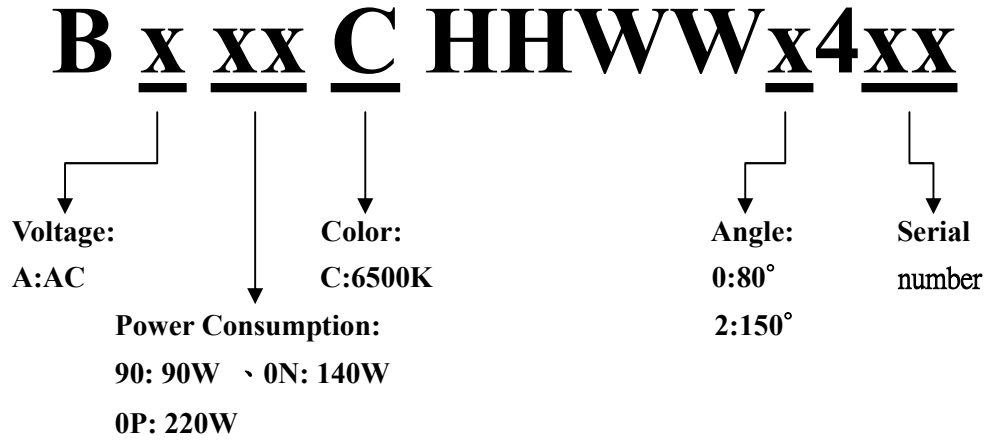 B x xx C HHWWx4xx
Voltage: Color: Angle: Serial
A:AC C:6500K 0:80° number
Power Consumption: 2:150°
90: 90W 、0N: 140W
0P: 220W